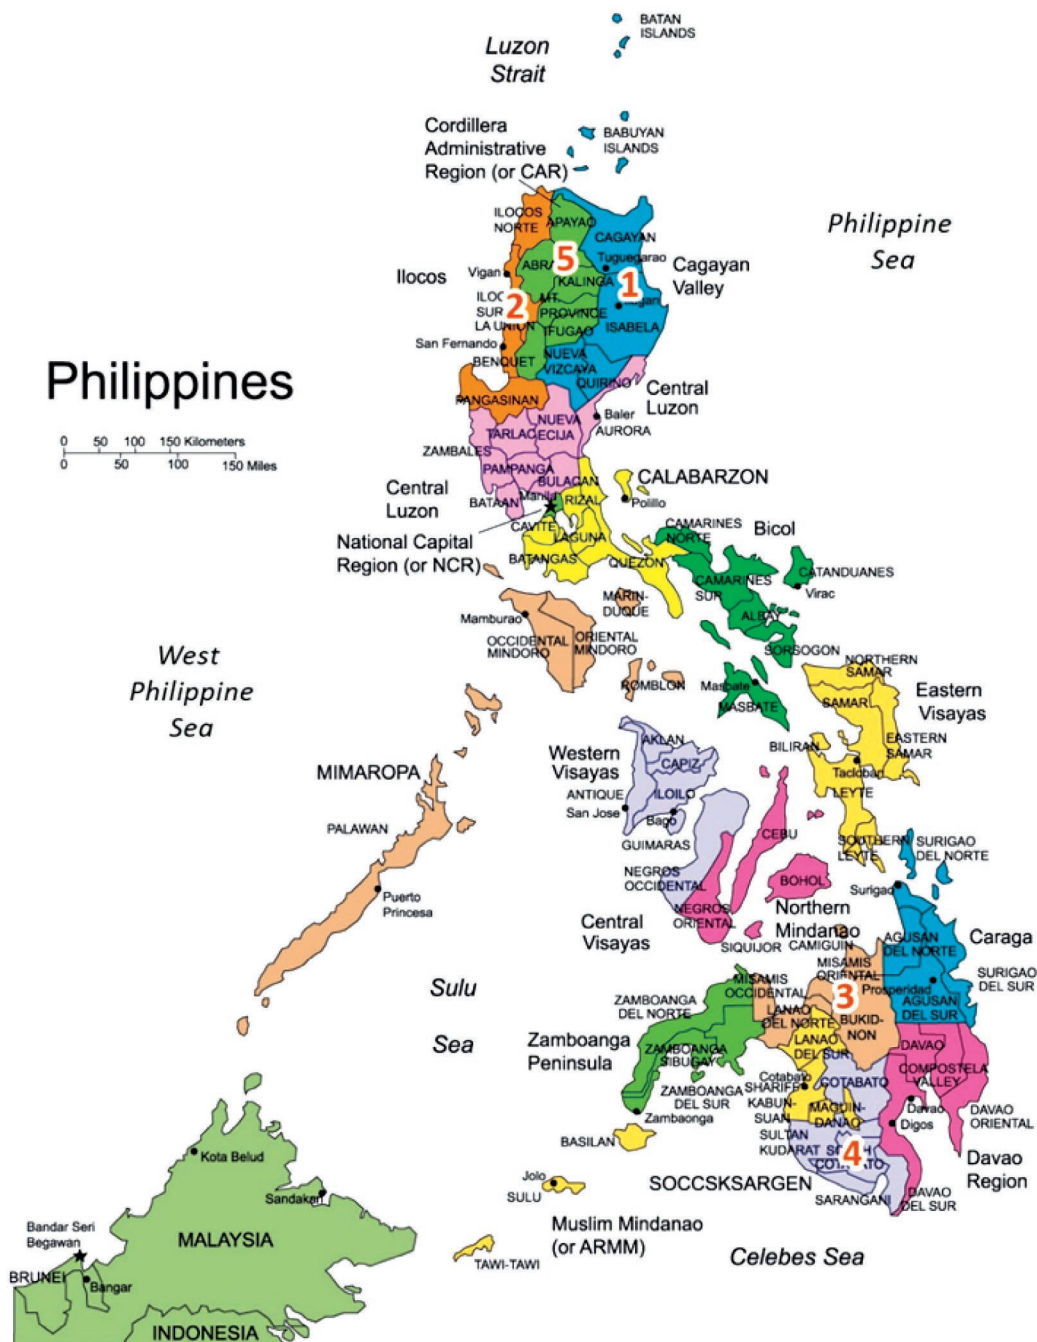 BATAN
ISLANDS
Luzon
Strait
BABUYAN
ISLANDS
Cordillera
Administrative
Region (or CAR)
ILOCOS
NORTE
APAYAO
CAGAYAN
Philippine
Sea
5
Tuguegarao
Cagayan
Valley
Ilocos
Vigan
KALINGA
1
2
SUR
MT.
PROVINCE
ISABELA
LA UNION
IFUGAO
San Fernando
BENGUET
NUEVA
VIZCAYA
QUIRINO
Philippines
Central
Luzon
PANGASINAN
Baler
AURORA
0 50 100 150 Kilometers
0 50 100 150 Miles
TARLAC
NUEVA
ECIJA
ZAMBALES
PAMPANGA
BULACAN
CALABARZON
Central
Luzon
BATAAN
Manila
RIZAL
Polillo
National Capital
Region (or NCR)
CAVITE
LAGUNA
BATANGAS
QUEZON
CAMARINES
NORTE
Bicol
CATANDUANES
Virac
CAMARINES
SUR
ALBAY
SORSOGON
MARIN-
DUQUE
Mamburao
OCCIDENTAL
MINDORO
ORIENTAL
MINDORO
West
Philippine
Sea
ROMBLON
Masbate
MASBATE
NORTHERN
SAMAR
SAMAR
Eastern
Visayas
EASTERN
SAMAR
BILIRAN
Tacloban
LEYTE
SOUTHERN
LEYTE
Western
Visayas
AKLAN
CAPIZ
ANTIQUE
ILOILO
San Jose
Bago
GUIMARAS
MIMAROPA
PALAWAN
Puerto
Princesa
CEBU
NEGROS
OCCIDENTAL
BOHOL
SURIGAO
DEL NORTE
Surigao
Central
Visayas
NEGROS
ORIENTAL
SIQUIJOR
Northern
Mindanao
CAMIGUIN
AGUSAN
DEL NORTE
Caraga
MISAMIS
ORIENTAL
SURIGAO
DEL SUR
Prosperidad
AGUSAN
DEL SUR
3
BUKID-
NON
MISAMIS
OCCIDENTAL
LANAO
DEL NORTE
LANAO
DEL SUR
Sulu
Sea
ZAMBOANGA
DEL NORTE
Zamboanga
Peninsula
ZAMBOANGA
SIBUGAY
ZAMBOANGA
DEL SUR
Zambaonga
Cotabato
SHARIFF
KABUN-
SUAN
COTABATO
MAGUIN-
DANAO
DAVAO
COMPOSTELA
VALLEY
Davao
Digos
DAVAO
ORIENTAL
BASILAN
SULTAN
KUDARAT
4
SOCCSKSARGEN
SARANGANI
DAVAO
DEL SUR
Davao
Region
Jolo
SULU
Muslim Mindanao
(or ARMM)
Celebes Sea
TAWI-TAWI
Kota Belud
Sandakan
Bandar Seri
Begawan
MALAYSIA
BRUNEI
Bangar
INDONESIA